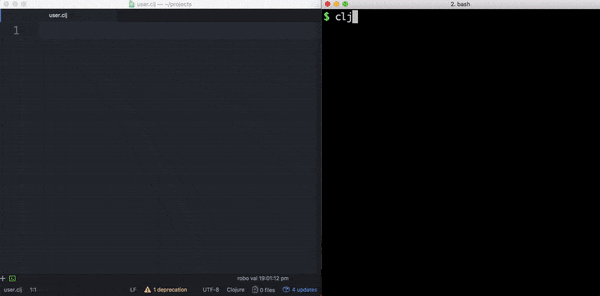 user.clj — ~/projecto
user.clj
1
robo val 19:01:12 pm
user.clj 1:1 LF 1 deprecation UTF-8 Clojure 0 files 4 updates
2. bash
$ clj